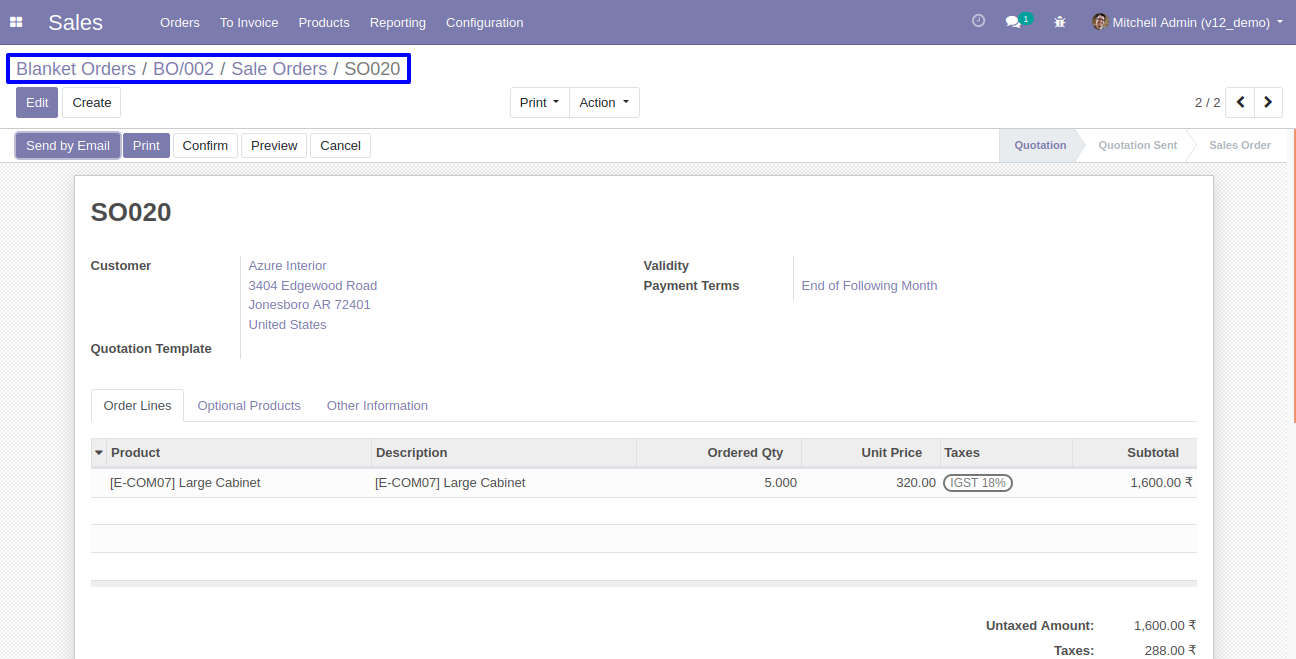 Sales Orders To Invoice Products Reporting Configuration 1 Mitchell Admin (v12_demo)
Blanket Orders / BO/002 / Sale Orders / SO020
Edit Create Print Action 2 / 2
Send by Email Print Confirm Preview Cancel Quotation Quotation Sent Sales Order
SO020
Customer Azure Interior Validity
3404 Edgewood Road Payment Terms End of Following Month
Jonesboro AR 72401
United States
Quotation Template
Order Lines Optional Products Other Information
Product Description Ordered Qty Unit Price Taxes Subtotal
[E-COM07] Large Cabinet [E-COM07] Large Cabinet 5.000 320.00 IGST 18% 1,600.00 ₹
Untaxed Amount: 1,600.00 ₹
Taxes: 288.00 ₹